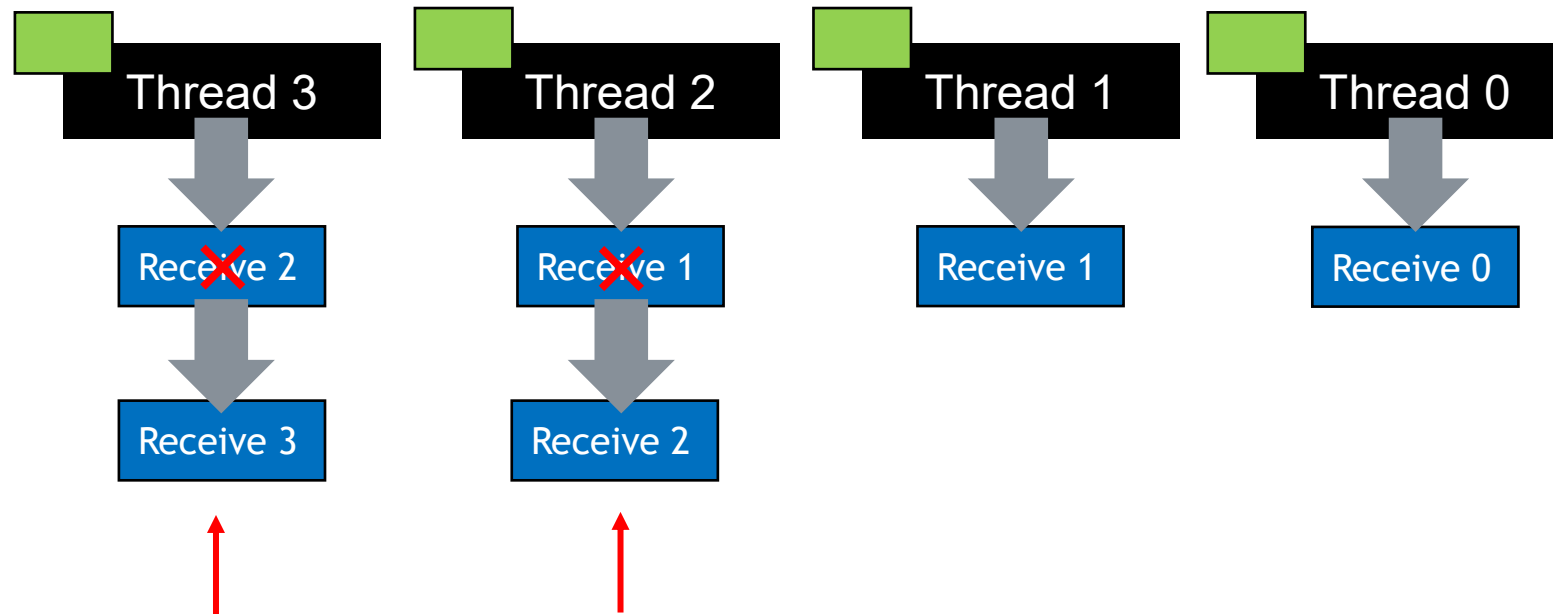 Thread 3
Thread 2
Thread 1
Thread 0
Receive 2
Receive 1
Receive 1
Receive 0
Receive 3
Receive 2